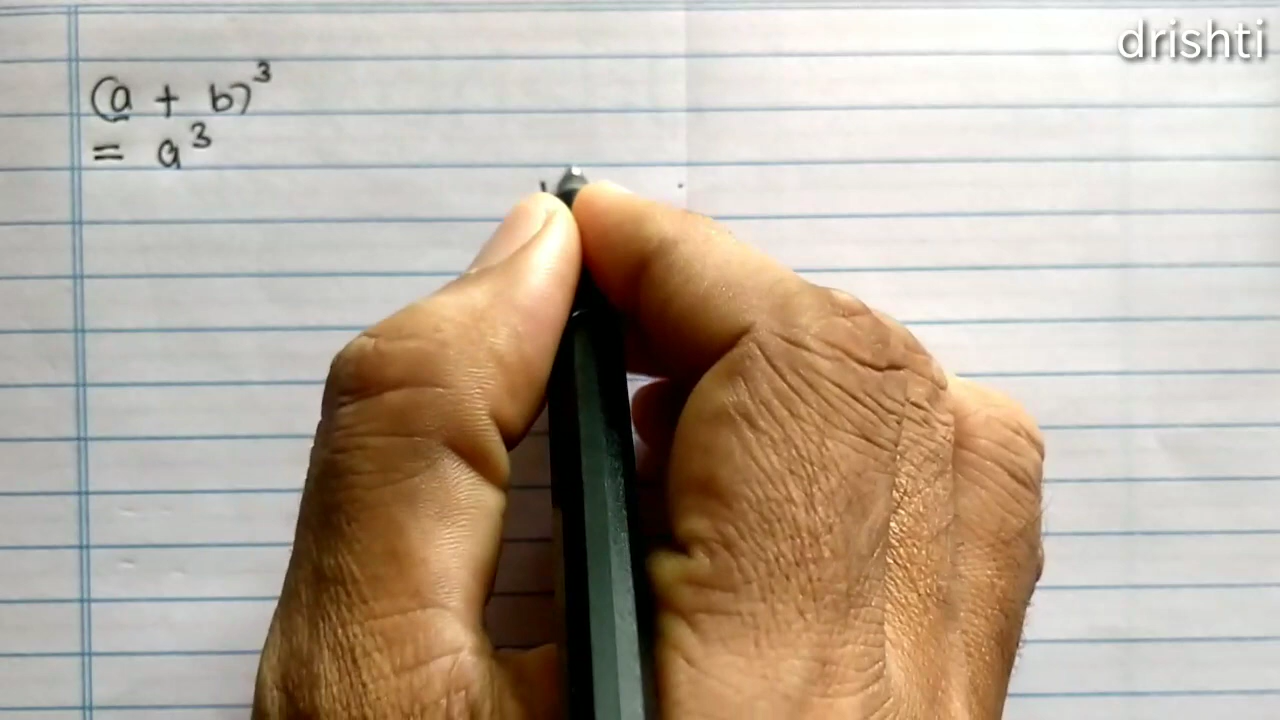 drishti
(a + b)³
= a³